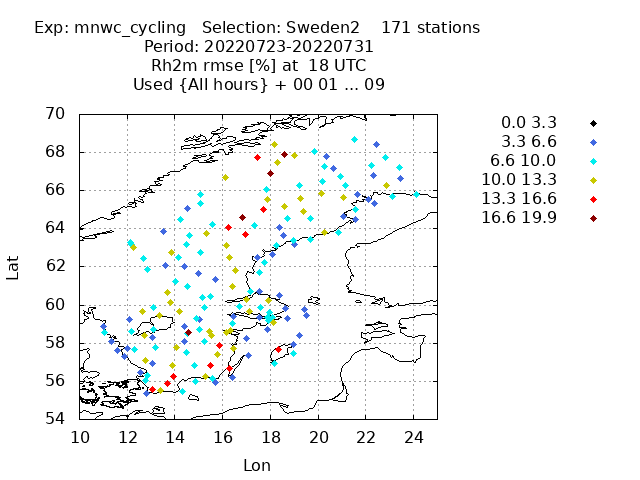 Exp: mnwc_cycling   Selection: Sweden2    171 stations
Period: 20220723-20220731
Rh2m rmse [%] at  18 UTC
Used {All hours} + 00 01 ... 09
70
68
66
64
62
60
58
56
54
Lat
10 12 14 16 18 20 22 24
Lon
0.0 3.3
3.3 6.6
6.6 10.0
10.0 13.3
13.3 16.6
16.6 19.9